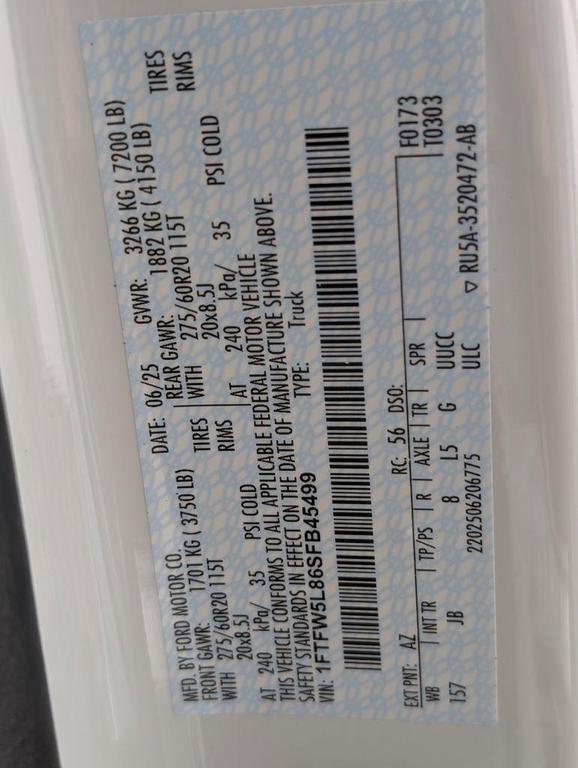 MFD. BY FORD MOTOR CO. DATE: 06/25 GVWR: 3266 KG ( 7200 LB)
FRONT GAWR: 1701 KG ( 3750 LB) REAR GAWR: 1882 KG ( 4150 LB)
WITH 275/60R20 115T TIRES WITH 275/60R20 115T TIRES
20x8.5J RIMS 20x8.5J RIMS
AT 240 kPa/ 35 PSI COLD AT 240 kPa/ 35 PSI COLD
THIS VEHICLE CONFORMS TO ALL APPLICABLE FEDERAL MOTOR VEHICLE
SAFETY STANDARDS IN EFFECT ON THE DATE OF MANUFACTURE SHOWN ABOVE.
VIN: 1FTFW5L86SFB45499 TYPE: Truck
EXT PNT: AZ RC: 56 DSO: F0173
WB INT TR TP/PS R AXLE TR SPR T0303
157 JB 8 L5 G UUCC
2202506206775 ULC ▽ RU5A-3520472-AB